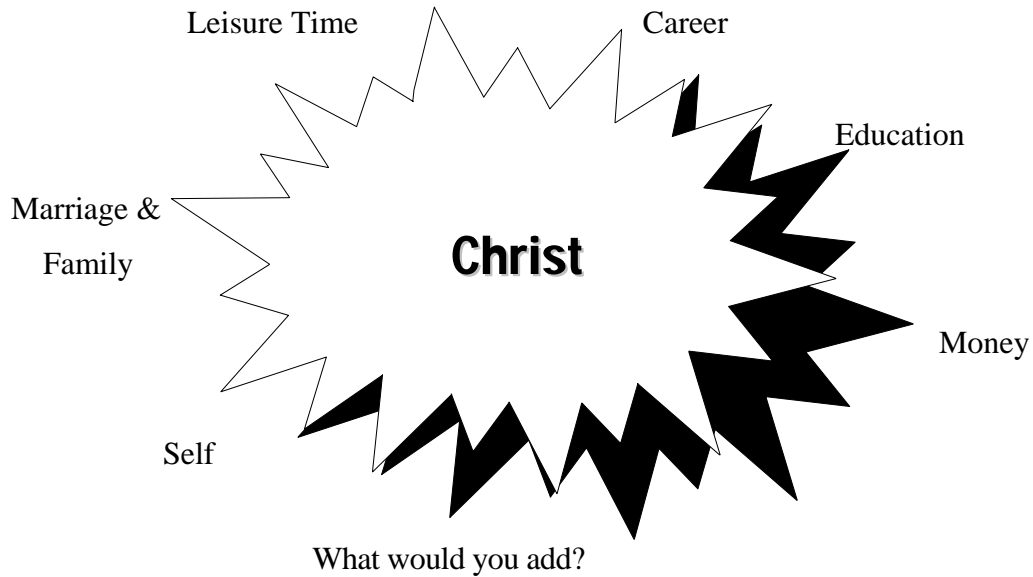 Leisure Time
Career
Education
Marriage &
Family
Christ
Money
Self
What would you add?